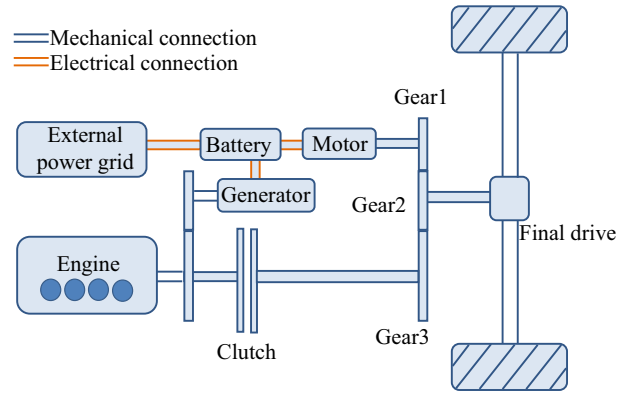 Mechanical connection
Electrical connection
Gear1
External
power grid
Battery
Motor
Generator
Gear2
Final drive
Engine
Gear3
Clutch